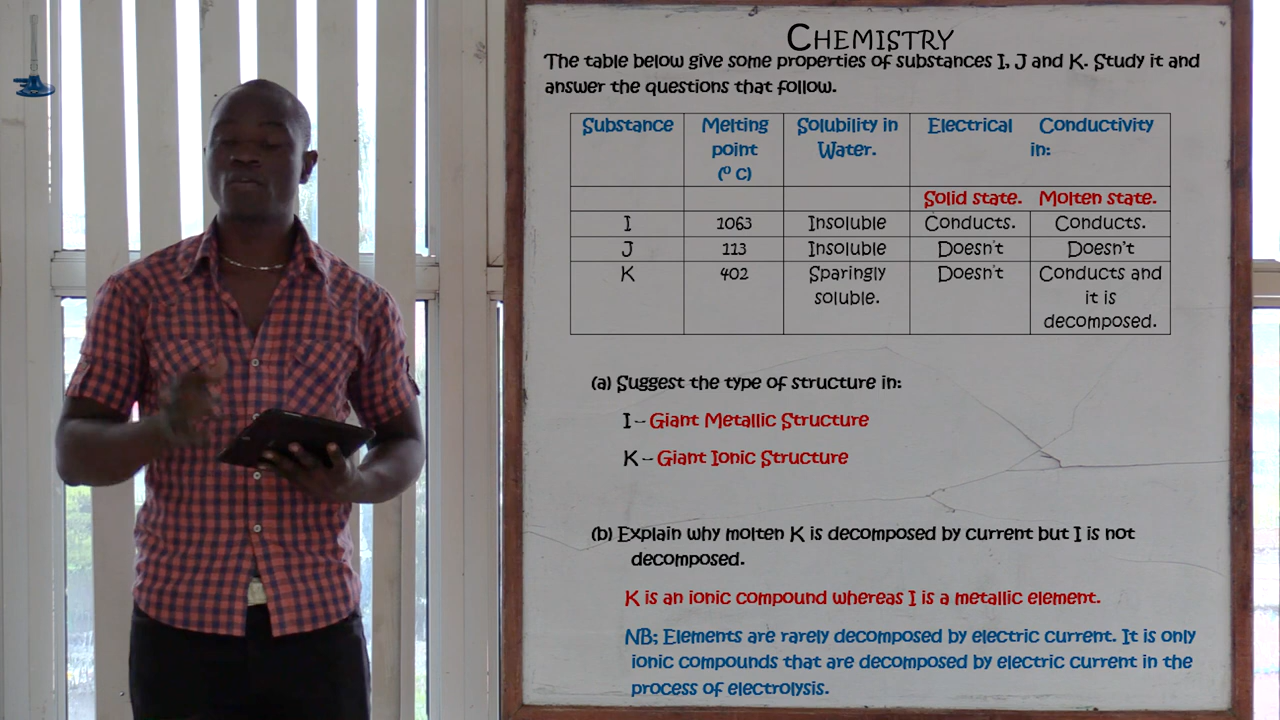 CHEMISTRY
The table below give some properties of substances I, J and K. Study it and
answer the questions that follow.
Substance Melting point (⁰ C) Solubility in Water. Electrical Conductivity in:
Solid state. Molten state.
I 1063 Insoluble Conducts. Conducts.
J 113 Insoluble Doesn't Doesn't
K 402 Sparingly soluble. Doesn't Conducts and it is decomposed.
(a) Suggest the type of structure in:
I – Giant Metallic Structure
K – Giant Ionic Structure
(b) Explain why molten K is decomposed by current but I is not
decomposed.
K is an ionic compound whereas I is a metallic element.
NB; Elements are rarely decomposed by electric current. It is only
ionic compounds that are decomposed by electric current in the
process of electrolysis.